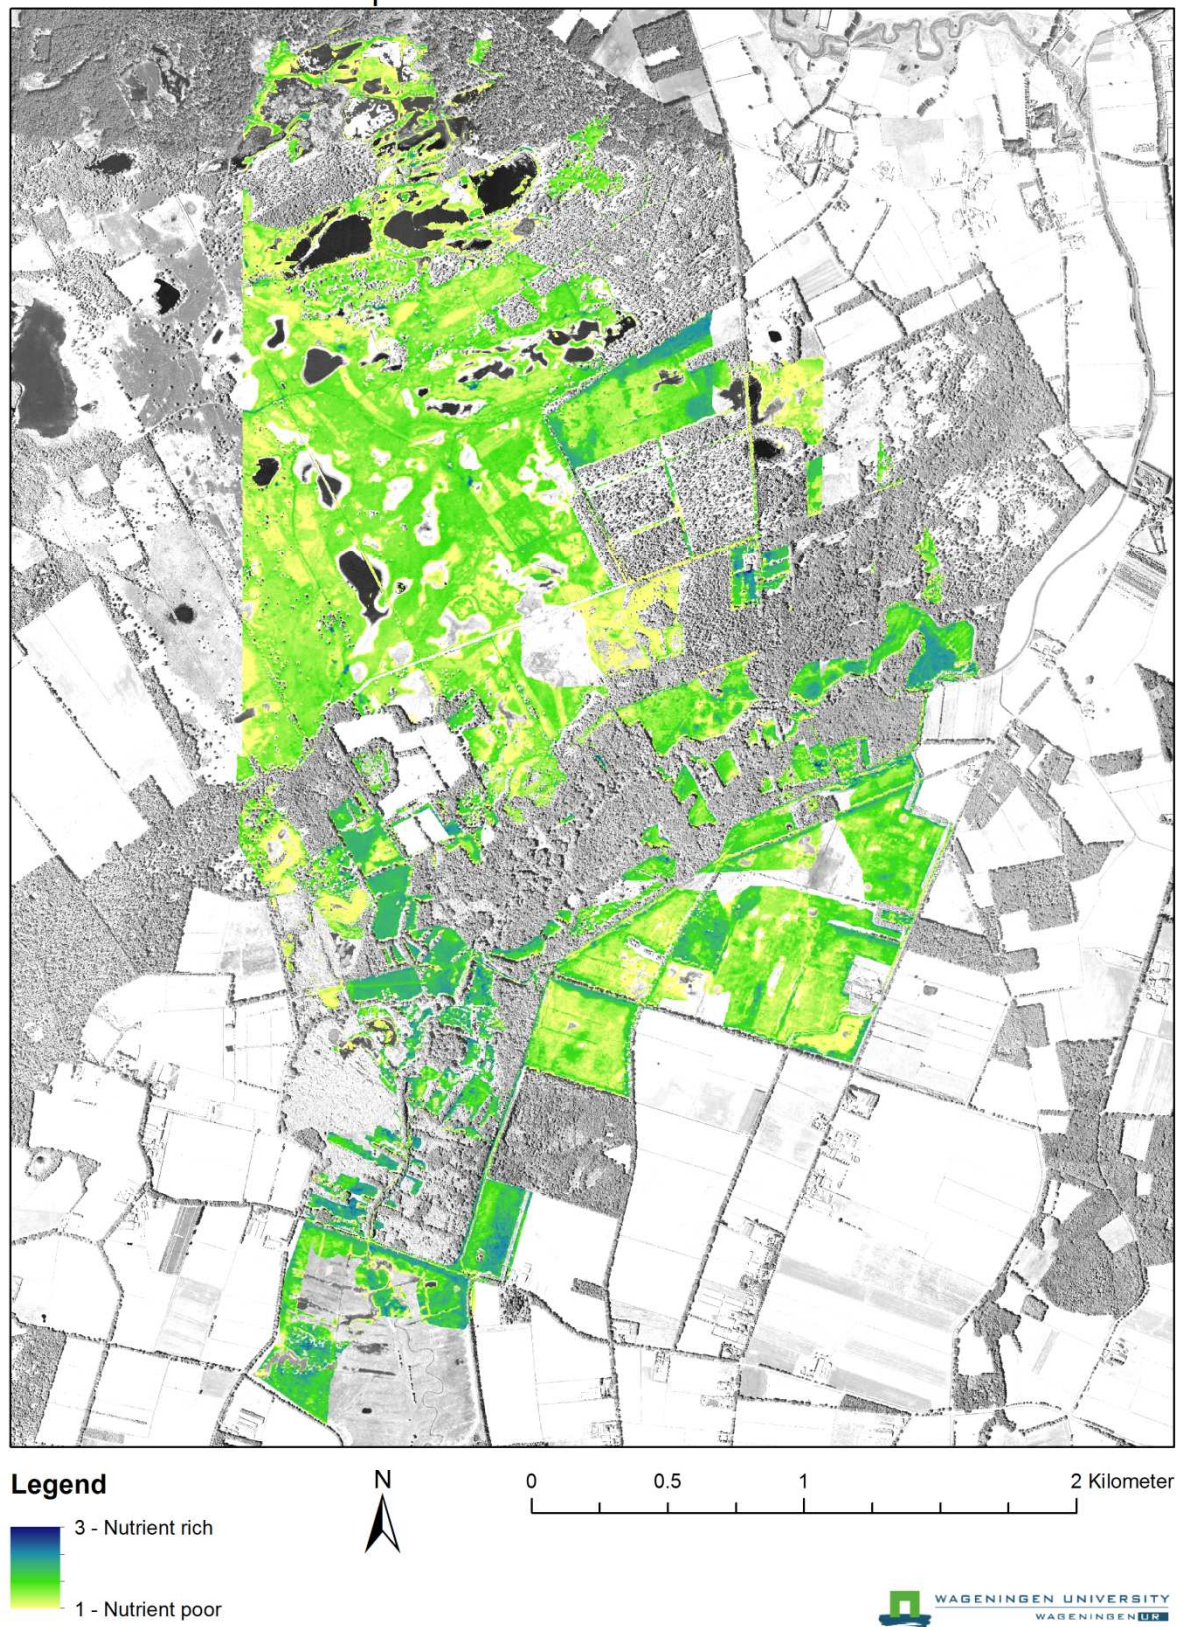 Legend
3 - Nutrient rich
1 - Nutrient poor
N
0 0.5 1 2 Kilometer
WAGENINGEN UNIVERSITY
WAGENINGEN UR